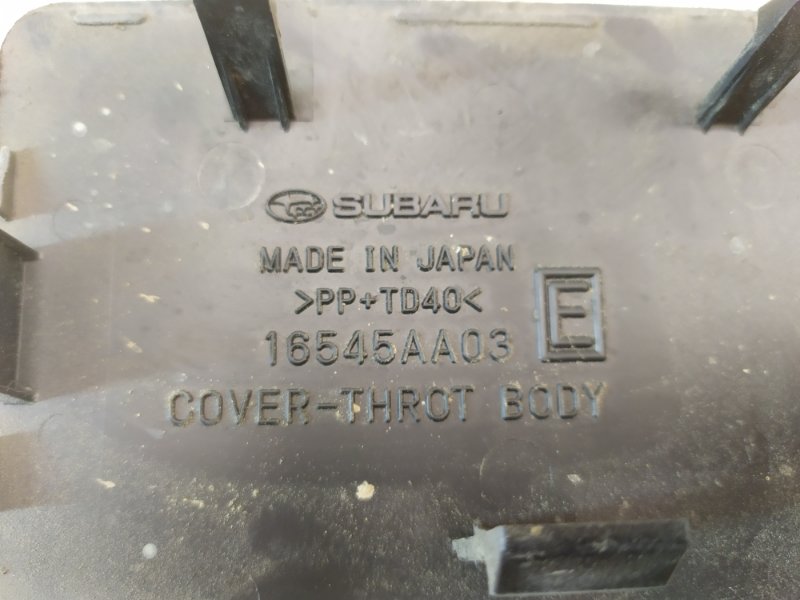 SUBARU
MADE IN JAPAN
>PP+TD40<
16545AA03 E
COVER-THROT BODY